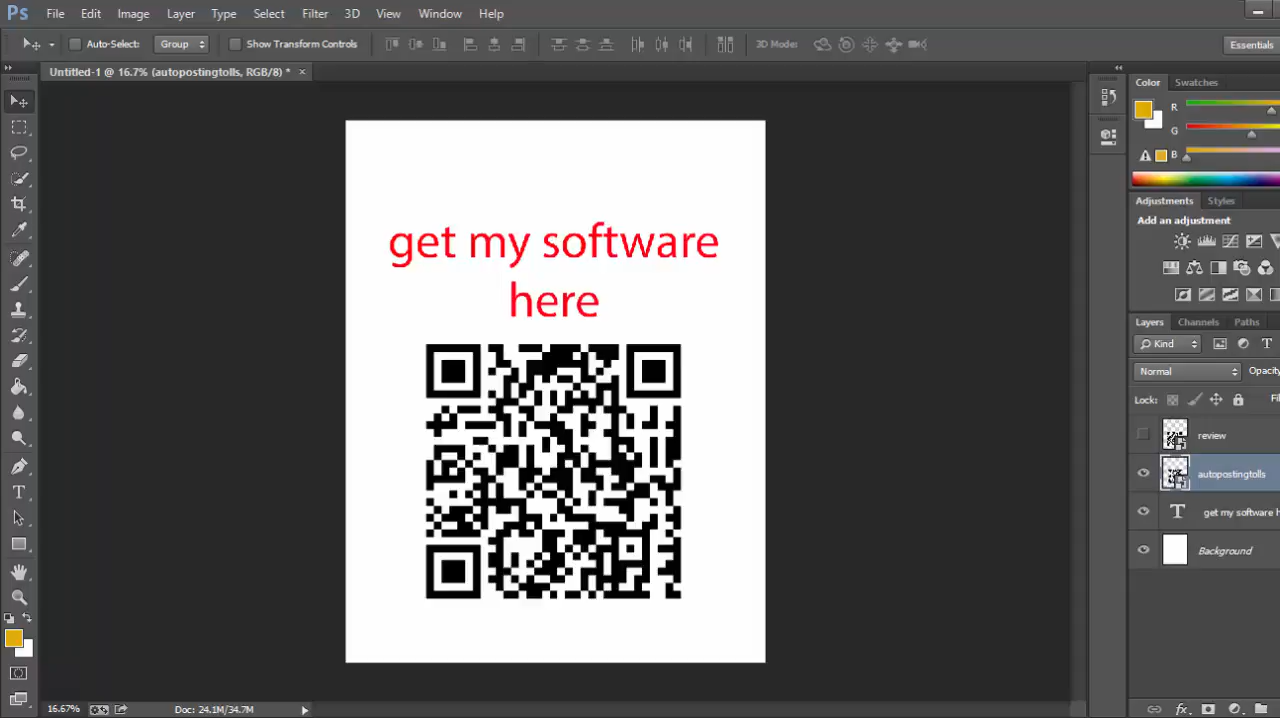 Ps File Edit Image Layer Type Select Filter 3D View Window Help
Auto-Select: Group Show Transform Controls 3D Mode: Essentials
Untitled-1 @ 16.7% (autopostingtolls, RGB/8) * ×
Color Swatches
R
G
B
Adjustments Styles
Add an adjustment
get my software
here
Layers Channels Paths
Kind T
Normal Opacity
Lock:
review
autopostingtolls
T get my software h
Background
16.67% Doc: 24.1M/34.7M
fx